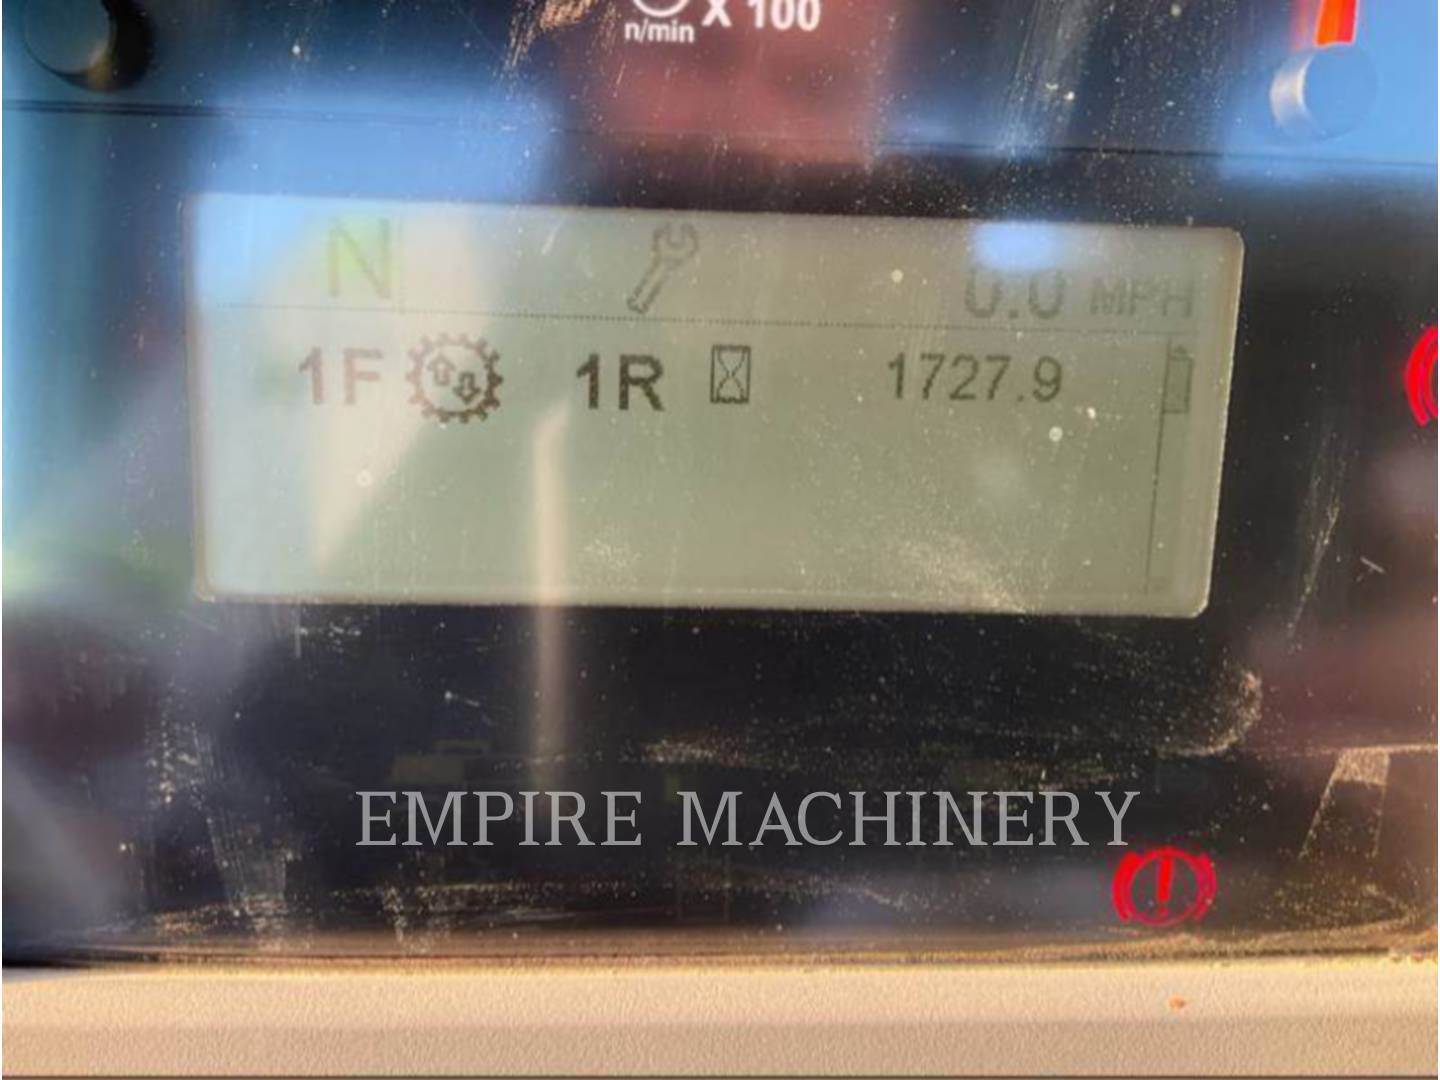 n/min X 100
N 0.0 MPH
1F 1R 1727.9
EMPIRE MACHINERY